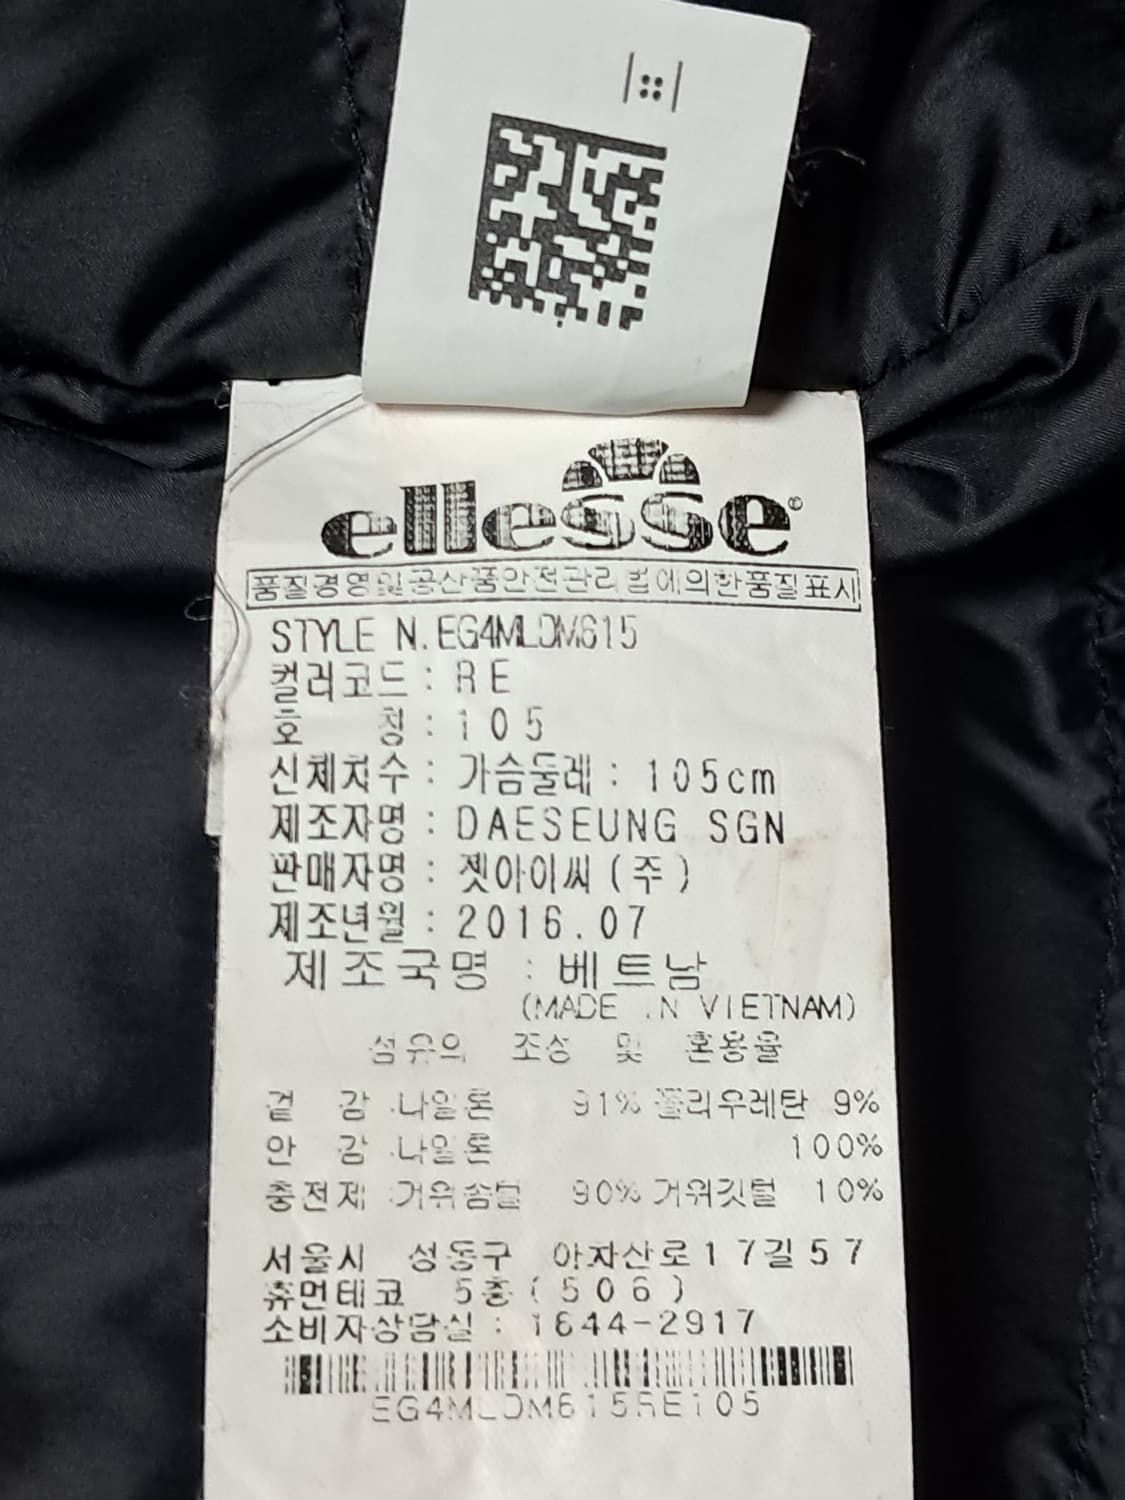 ellesse®
품질경영및공산품안전관리법에의한품질표시
STYLE N. EG4MLDM615
컬러코드 : RE
호 칭 : 105
신체치수 : 가슴둘레 : 105cm
제조자명 : DAESEUNG SGN
판매자명 : 젯아이씨 (주)
제조년월 : 2016.07
제조국명 : 베트남
(MADE IN VIETNAM)
섬유의 조성 및 혼용율
겉 감 :나일론 91% 폴리우레탄 9%
안 감 :나일론 100%
충전제 :거위솜털 90% 거위깃털 10%
서울시 성동구 아차산로17길57
휴먼테코 5층(506)
소비자상담실 : 1644-2917
EG4MLDM615RE105